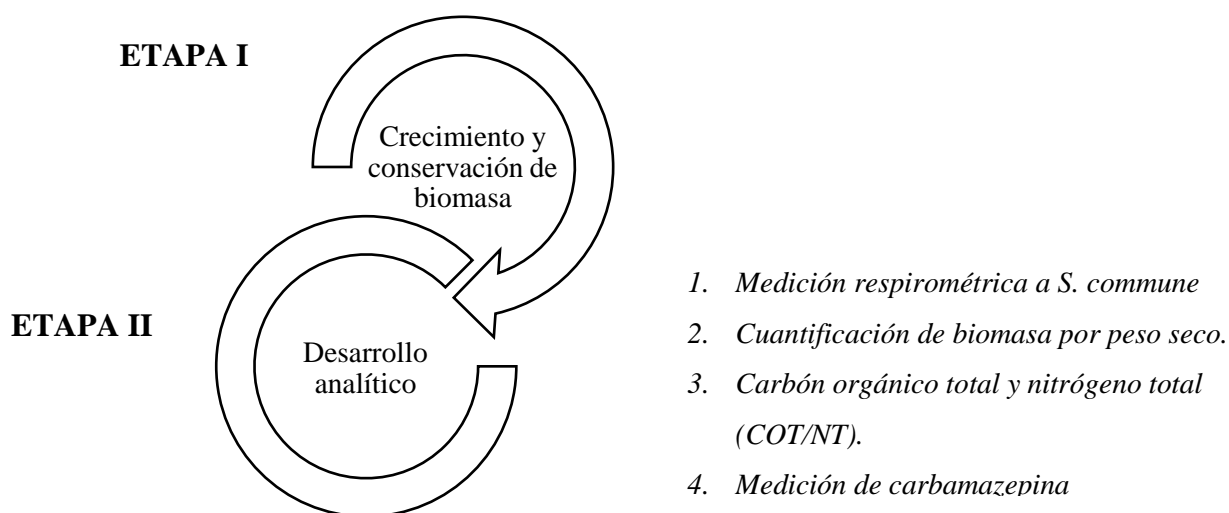 ETAPA I
Crecimiento y
conservación de
biomasa
ETAPA II
Desarrollo
analítico
1. Medición respirométrica a S. commune
2. Cuantificación de biomasa por peso seco.
3. Carbón orgánico total y nitrógeno total
(COT/NT).
4. Medición de carbamazepina